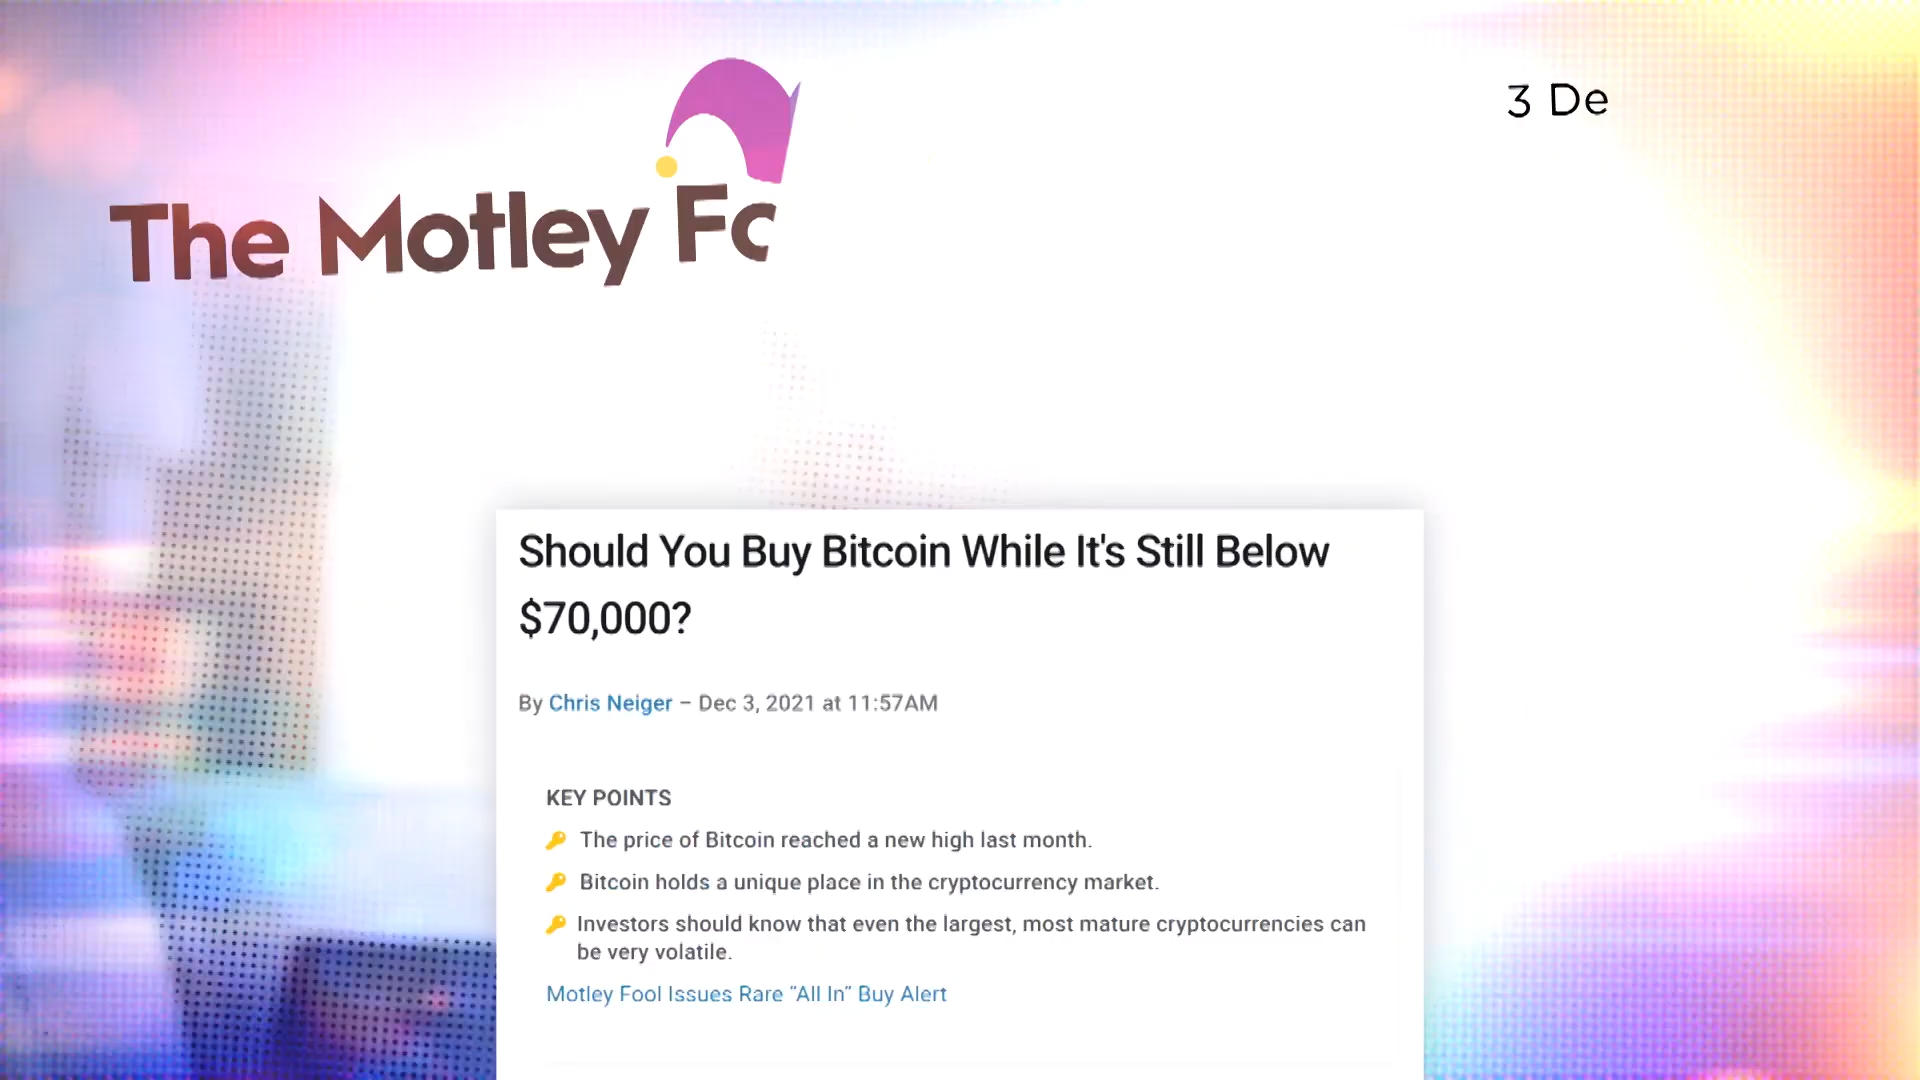 3 De
The Motley Fo
Should You Buy Bitcoin While It's Still Below
$70,000?
By Chris Neiger – Dec 3, 2021 at 11:57AM
KEY POINTS
The price of Bitcoin reached a new high last month.
Bitcoin holds a unique place in the cryptocurrency market.
Investors should know that even the largest, most mature cryptocurrencies can
be very volatile.
Motley Fool Issues Rare “All In” Buy Alert